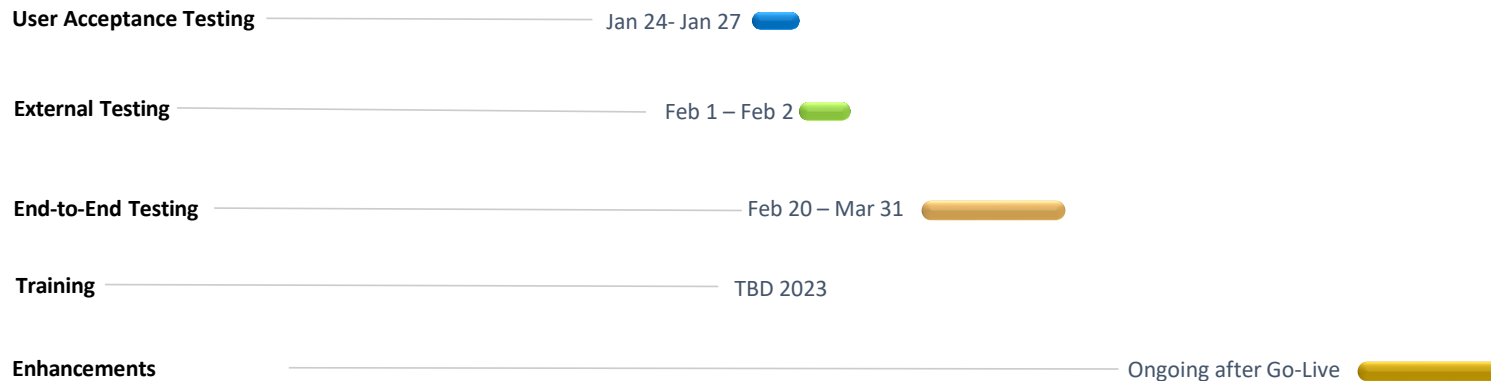 User Acceptance Testing Jan 24- Jan 27
External Testing Feb 1 – Feb 2
End-to-End Testing Feb 20 – Mar 31
Training TBD 2023
Enhancements Ongoing after Go-Live